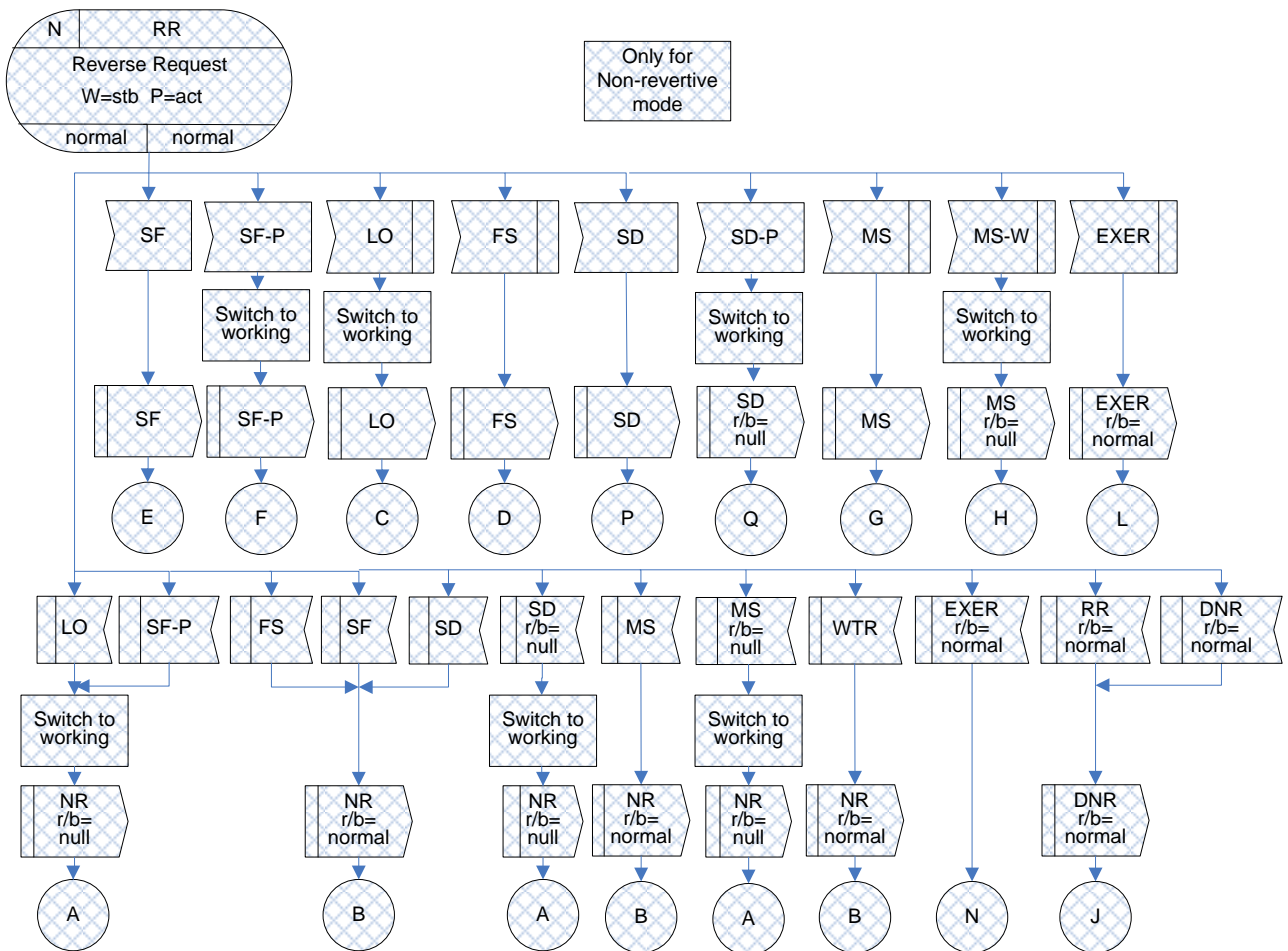 N RR
Reverse Request
W=stb P=act
normal normal
Only for
Non-revertive
mode
SF SF-P LO FS SD SD-P MS MS-W EXER
Switch to
working
Switch to
working
Switch to
working
Switch to
working
SF SF-P LO FS SD
SD
r/b=
null
MS
MS
r/b=
null
EXER
r/b=
normal
E F C D P Q G H L
LO SF-P FS SF SD
SD
r/b=
null
MS
MS
r/b=
null
WTR
EXER
r/b=
normal
RR
r/b=
normal
DNR
r/b=
normal
Switch to
working
Switch to
working
Switch to
working
NR
r/b=
null
NR
r/b=
normal
NR
r/b=
null
NR
r/b=
normal
NR
r/b=
null
NR
r/b=
normal
DNR
r/b=
normal
A B A B A B N J